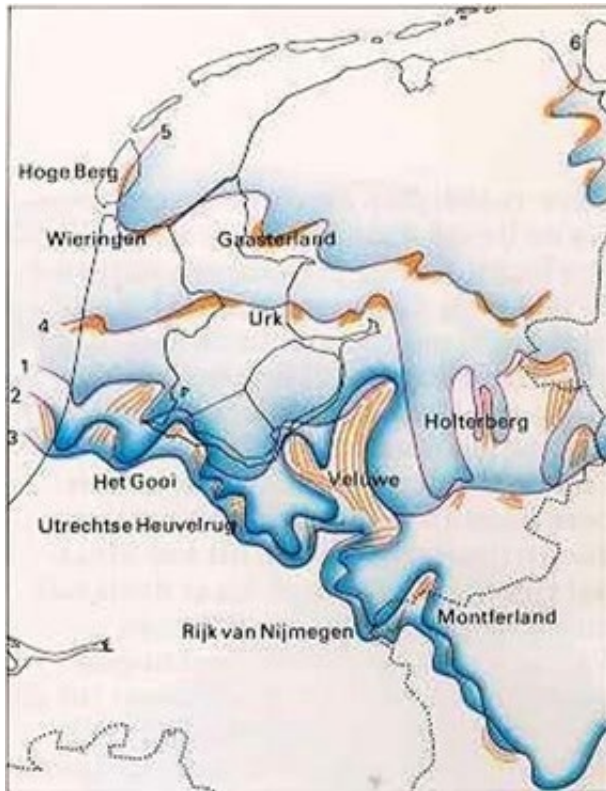 6
5
Hoge Berg
Wieringen
Gaasterland
Urk
4
1
2
3
Holterberg
Het Gooi
Veluwe
Utrechtse Heuvelrug
Rijk van Nijmegen
Montferland